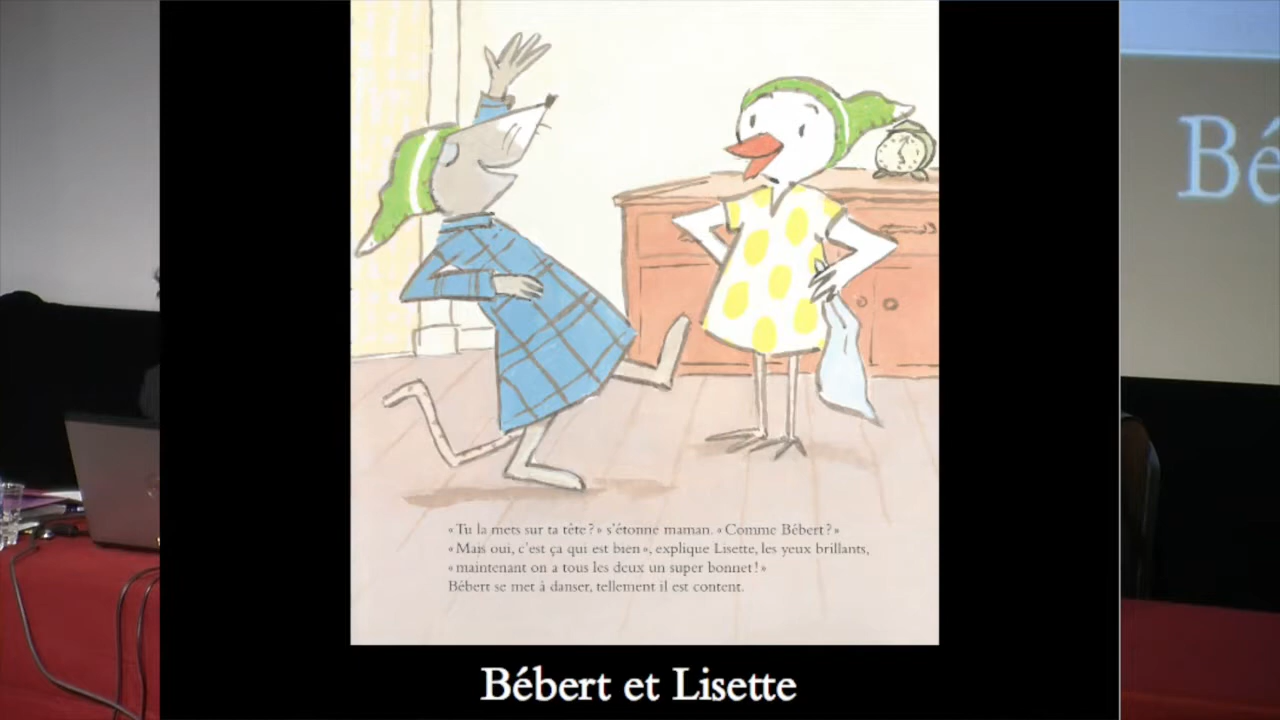 «Tu la mets sur ta tête?» s'étonne maman. «Comme Bébert?»
«Mais oui, c'est ça qui est bien», explique Lisette, les yeux brillants,
«maintenant on a tous les deux un super bonnet!»
Bébert se met à danser, tellement il est content.
Bébert et Lisette
Bé